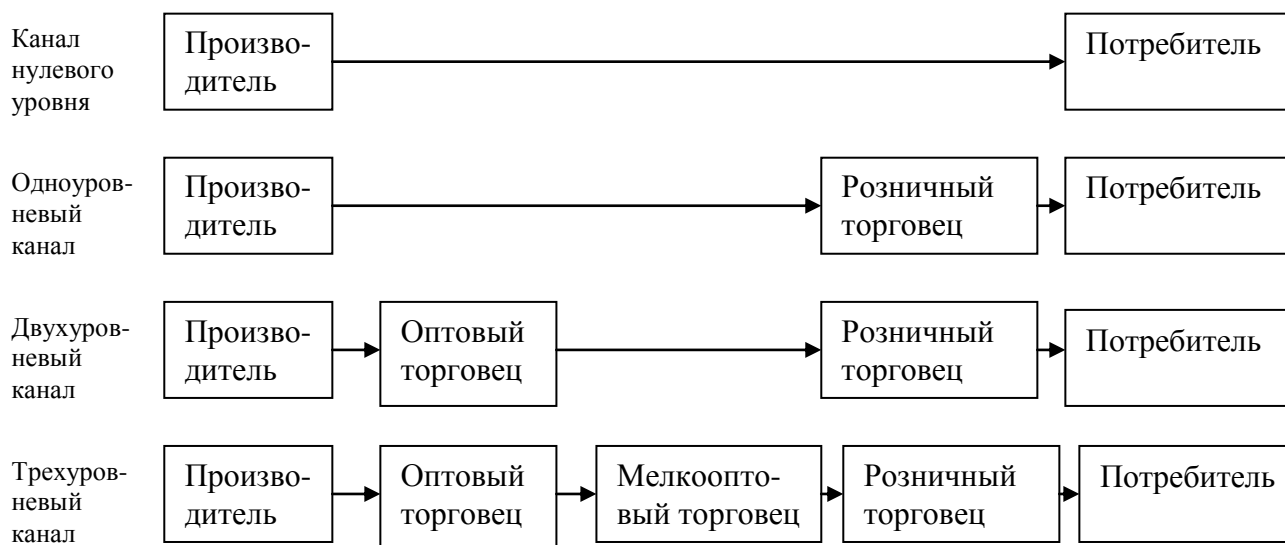 Канал
нулевого
уровня
Произво-
дитель
Потребитель
Одноуров-
невый
канал
Произво-
дитель
Розничный
торговец
Потребитель
Двухуров-
невый
канал
Произво-
дитель
Оптовый
торговец
Розничный
торговец
Потребитель
Трехуров-
невый
канал
Произво-
дитель
Оптовый
торговец
Мелкоопто-
вый торговец
Розничный
торговец
Потребитель